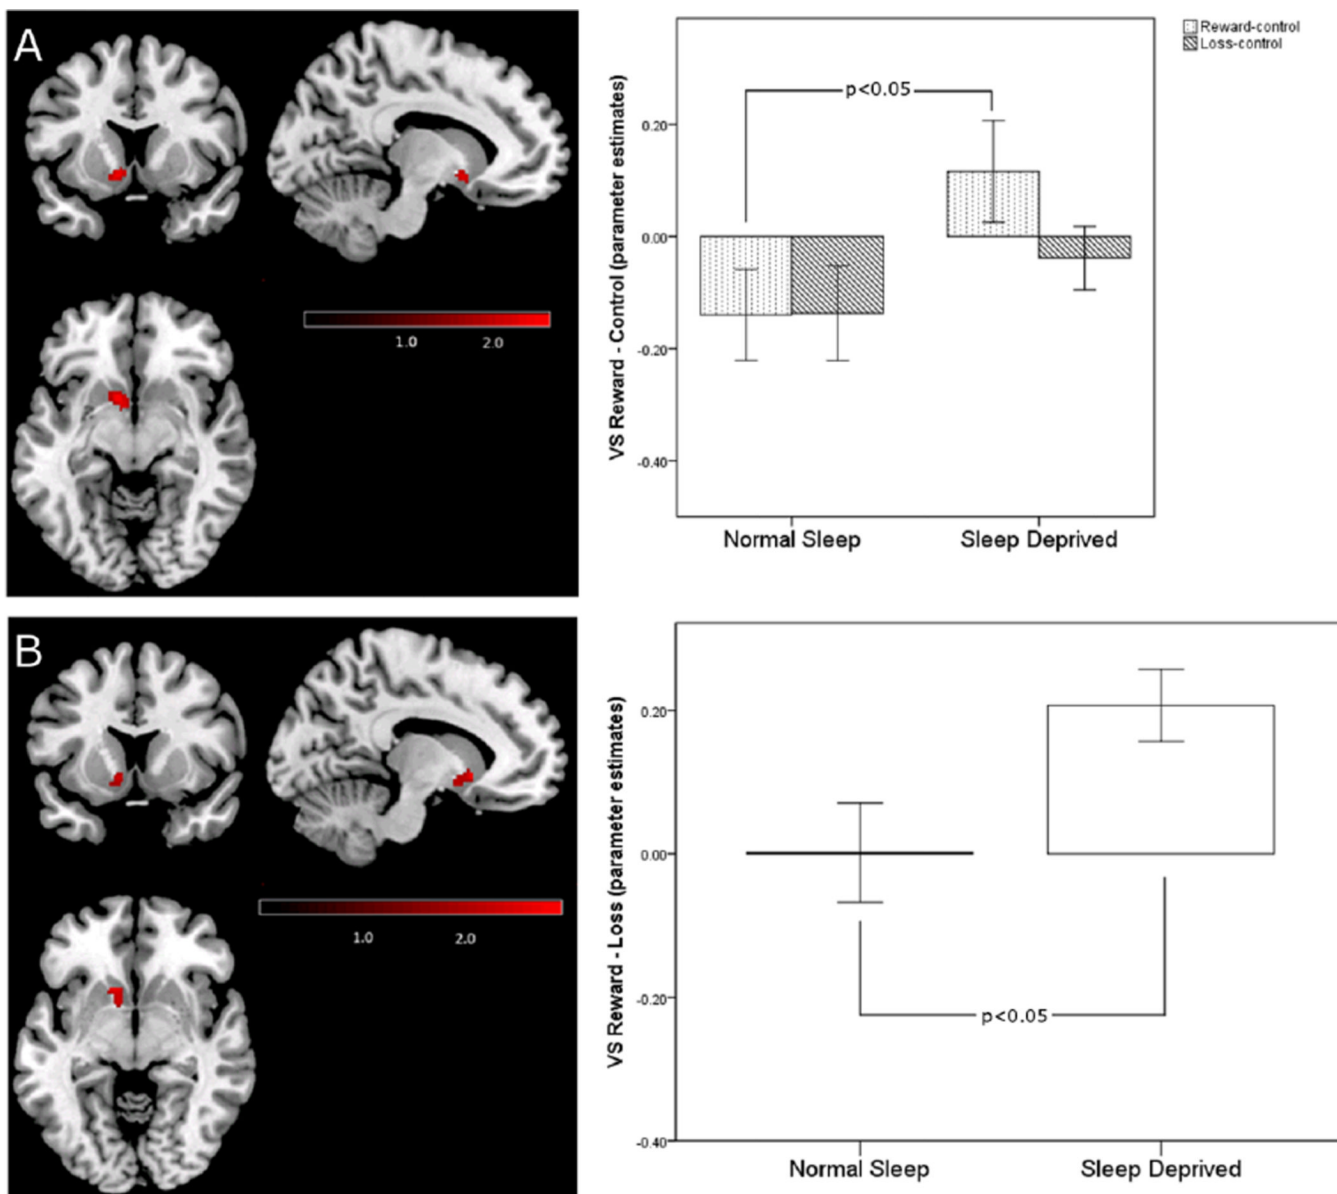 A
1.0 2.0
VS Reward - Control (parameter estimates)
0.20
0.00
-0.20
-0.40
p<0.05
Normal Sleep Sleep Deprived
Reward-control
Loss-control
B
1.0 2.0
VS Reward - Loss (parameter estimates)
0.20
0.00
-0.20
-0.40
p<0.05
Normal Sleep Sleep Deprived